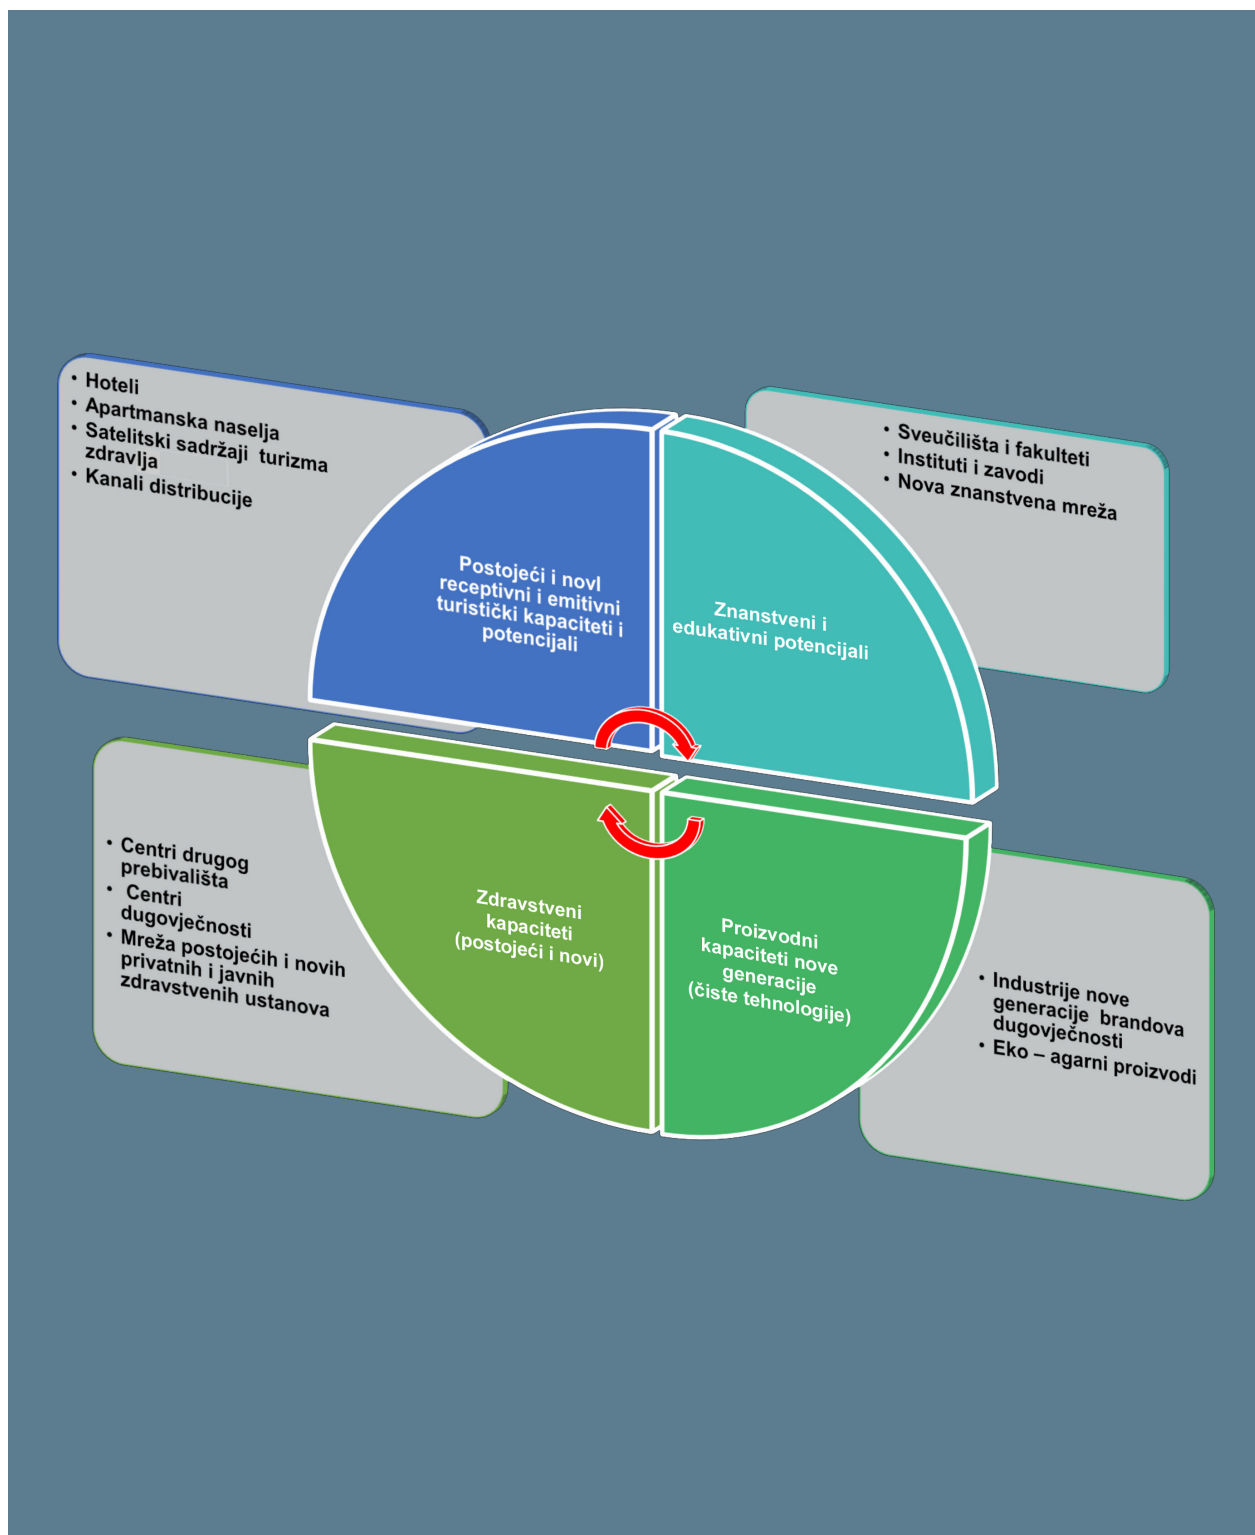 • Hoteli
• Apartmanska naselja
• Satelitski sadržaji  turizma
zdravlja
• Kanali distribucije
• Sveučilišta i fakulteti
• Instituti i zavodi
• Nova znanstvena mreža
Postojeći i novI
receptivni i emitivni
turistički kapaciteti i
potencijali
Znanstveni i
edukativni potencijali
• Centri drugog
prebivališta
• Centri
dugovječnosti
• Mreža postojećih i novih
privatnih i javnih
zdravstvenih ustanova
Zdravstveni
kapaciteti
(postojeći i novi)
Proizvodni
kapaciteti nove
generacije
(čiste tehnologije)
• Industrije nove
generacije  brandova
dugovječnosti
• Eko – agarni proizvodi